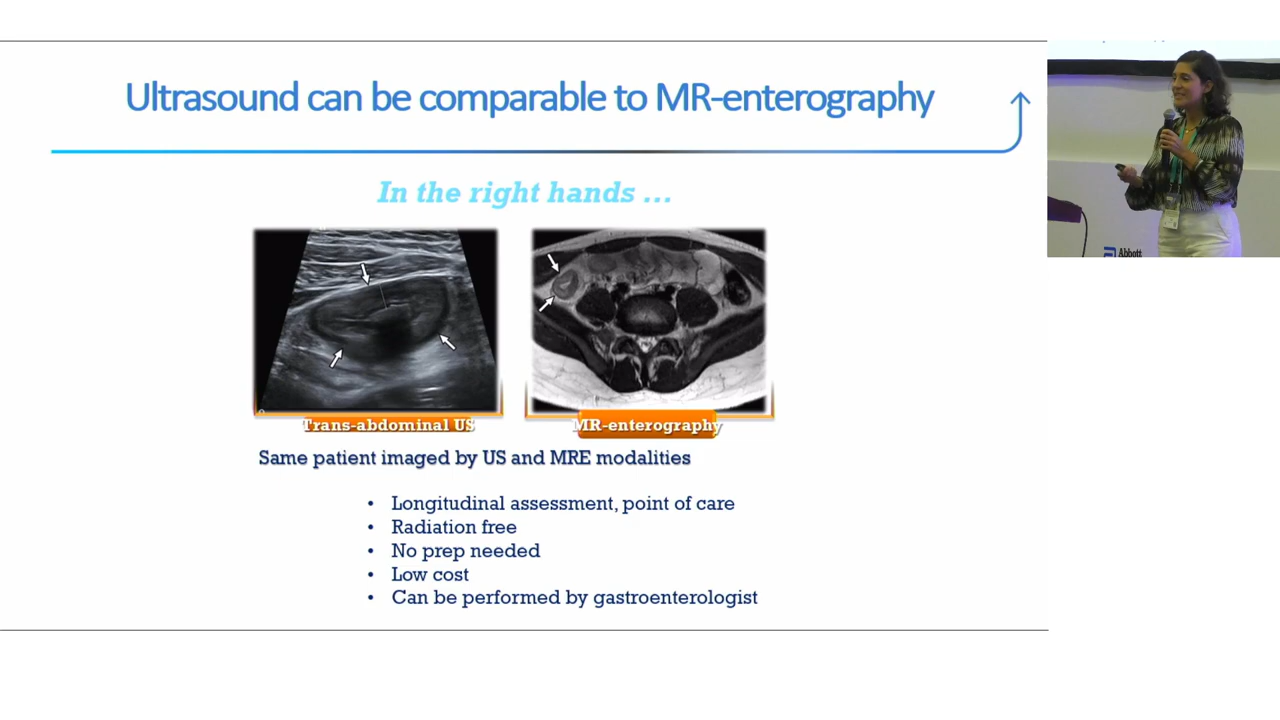 Ultrasound can be comparable to MR-enterography
In the right hands ...
Trans-abdominal US
MR-enterography
Same patient imaged by US and MRE modalities
• Longitudinal assessment, point of care
• Radiation free
• No prep needed
• Low cost
• Can be performed by gastroenterologist
Abbott